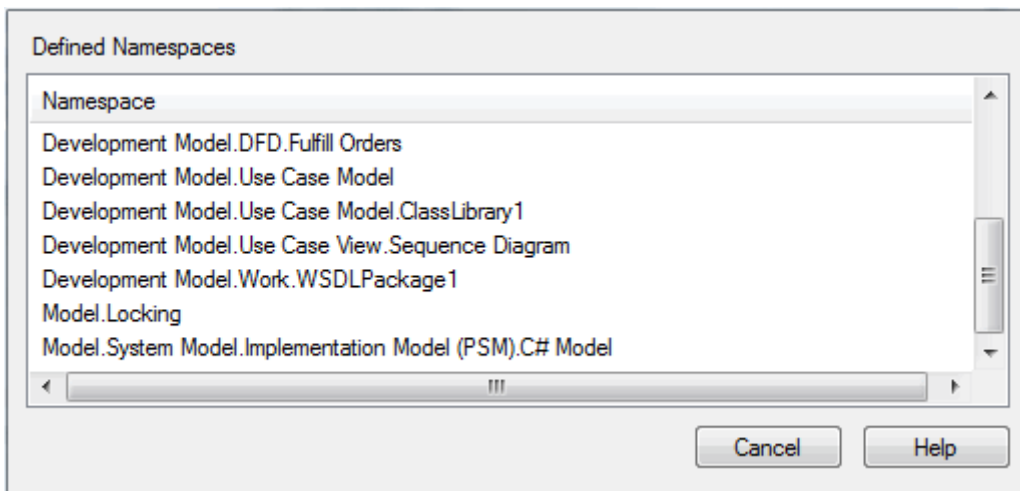 Defined Namespaces
Namespace
Development Model.DFD.Fulfill Orders
Development Model.Use Case Model
Development Model.Use Case Model.ClassLibrary1
Development Model.Use Case View.Sequence Diagram
Development Model.Work.WSDLPackage1
Model.Locking
Model.System Model.Implementation Model (PSM).C# Model
Cancel Help